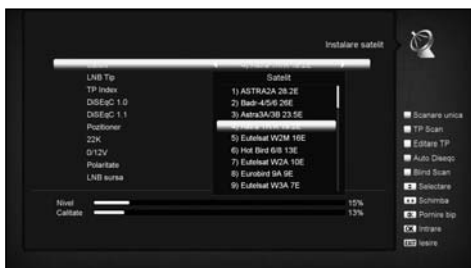 Instalare satelit
LNB Tip
TP Index
DiSEqC 1.0
DiSEqC 1.1
Pozitioner
22K
0/12V
Polaritate
LNB sursa
Satelit
1) ASTRA2A 28.2E
2) Badr-4/5/6 26E
3) Astra3A/3B 23.5E
5) Eutelsat W2M 16E
6) Hot Bird 6/8 13E
7) Eutelsat W2A 10E
8) Eurobird 9A 9E
9) Eutelsat W3A 7E
Nivel 15%
Calitate 13%
Scanare unica
TP Scan
Editare TP
Auto Diseqc
Blind Scan
Selectare
Schimba
Pornire bip
OK Intrare
EXIT Iesire